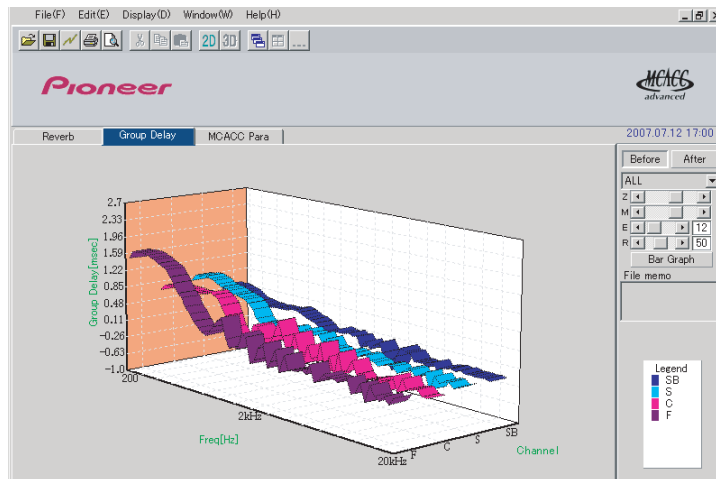 File(F) Edit(E) Display(D) Window(W) Help(H)
2D 3D
Pioneer
MCACC
advanced
Reverb Group Delay MCACC Para
2007.07.12 17:00
Before After
ALL
Z
M
E 12
R 50
Bar Graph
File memo
2.7
2.33
1.96
1.59
1.22
0.85
0.48
0.11
-0.26
-0.63
-1.0
Group Delay[msec]
200
2kHz
20kHz
Freq[Hz]
F C S SB
Channel
Legend
SB
S
C
F